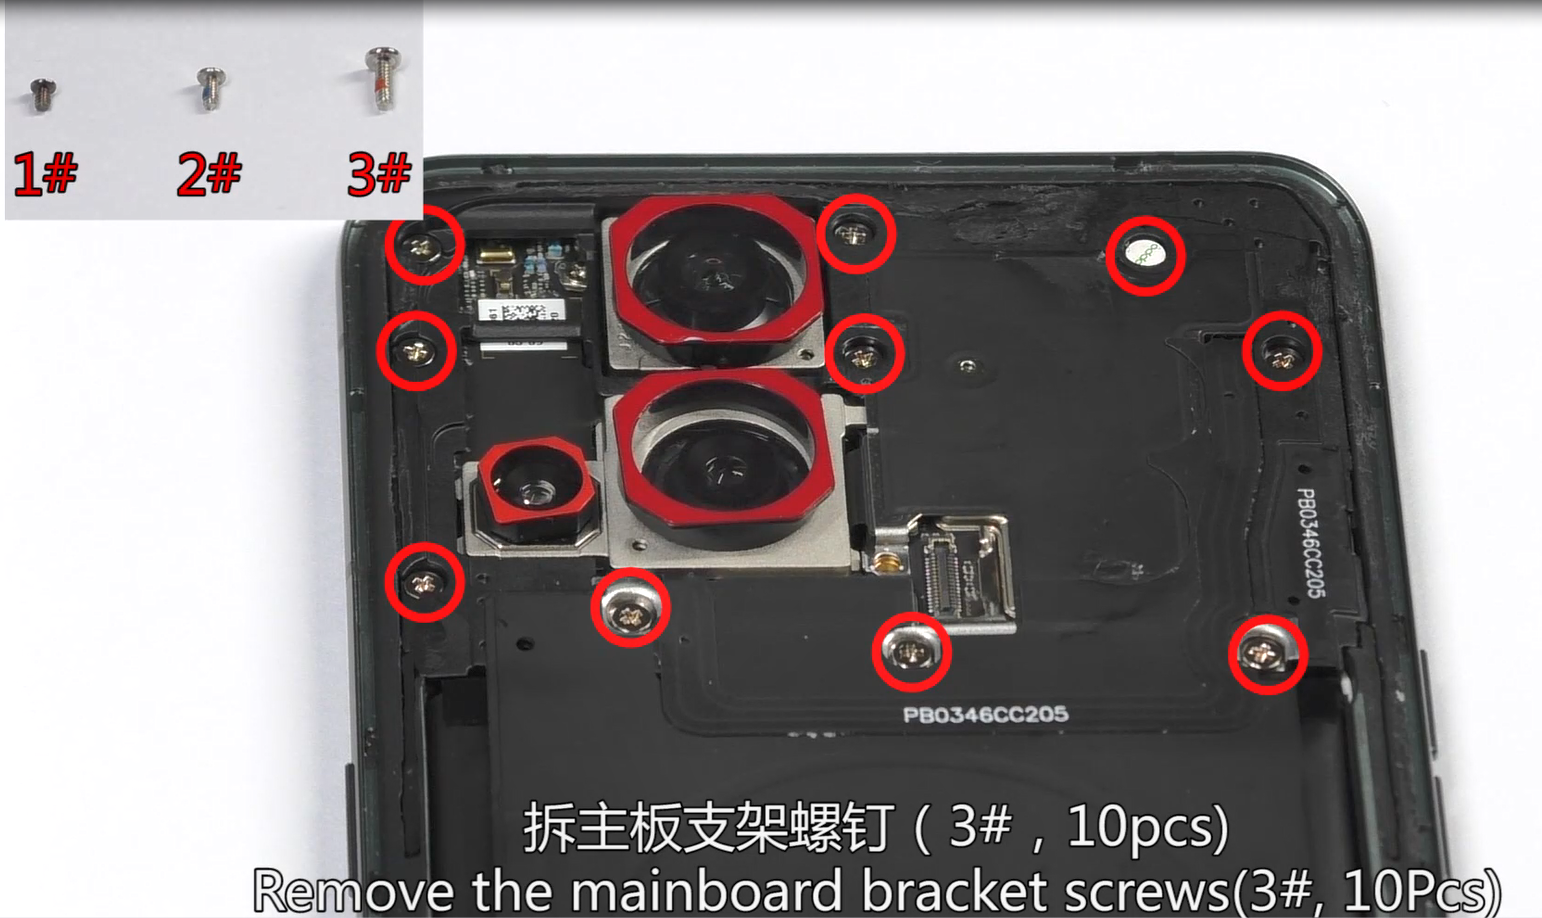 1# 2# 3#
PB0346CC205
PB0346CC205
拆主板支架螺钉（3#，10pcs)
Remove the mainboard bracket screws(3#, 10Pcs)